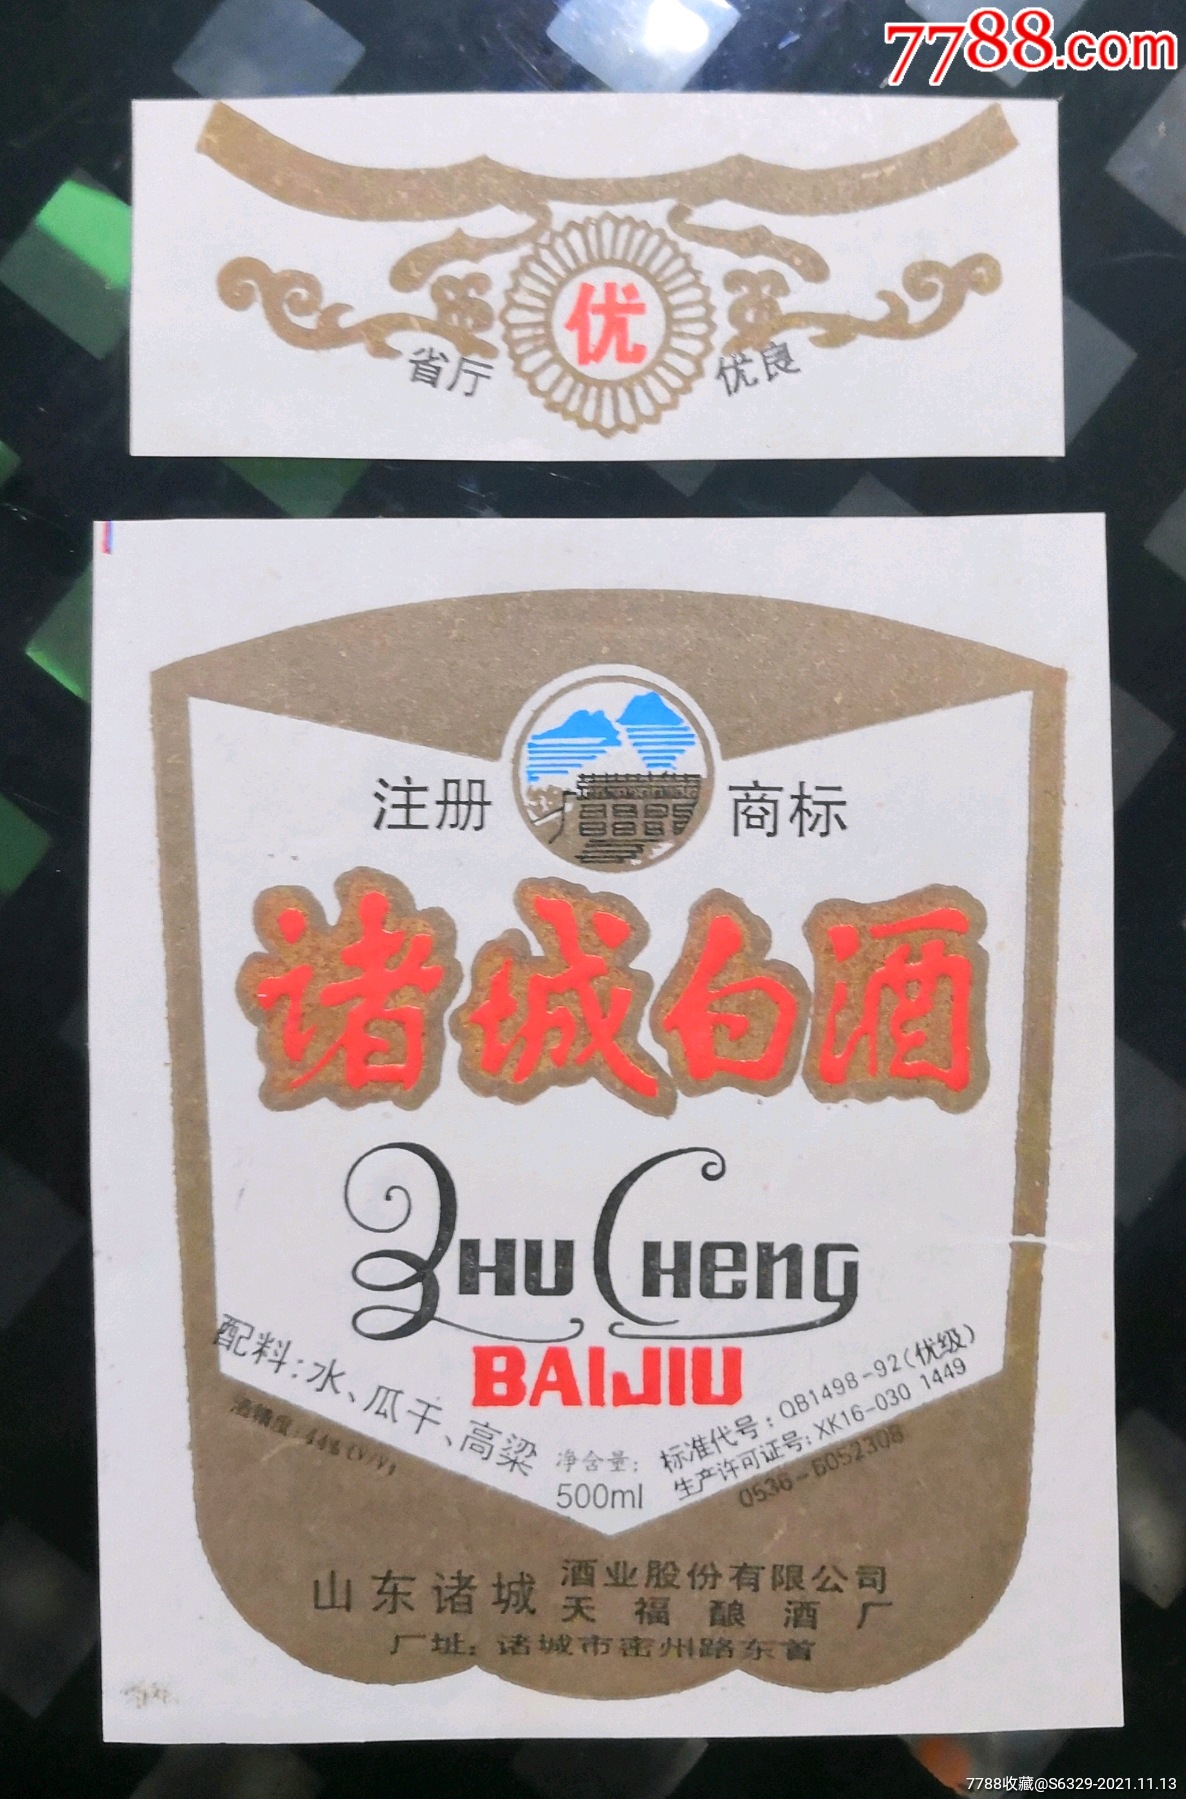 7788.com
优
省厅 优良
注册 商标
诸城白酒
ZHU CHENG
BAIJIU
配料:水、瓜干、高粱
酒精度:44%(V/V)
净含量:
500ml
标准代号:QB1498-92(优级)
生产许可证号:XK16-030 1449
0536-6052308
山东诸城 酒业股份有限公司
天福酿酒厂
厂址:诸城市密州路东首
7788收藏@S6329-2021.11.13